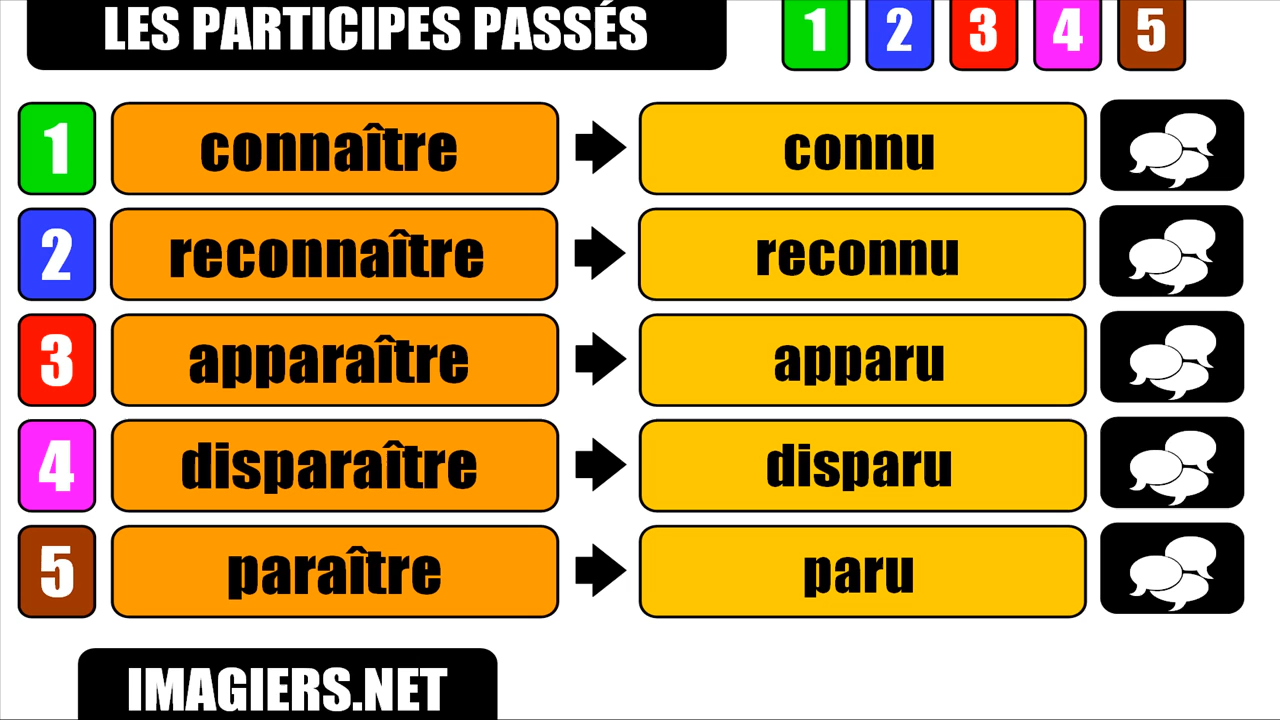 LES PARTICIPES PASSÉS 1 2 3 4 5
1 connaître connu
2 reconnaître reconnu
3 apparaître apparu
4 disparaître disparu
5 paraître paru
IMAGIERS.NET